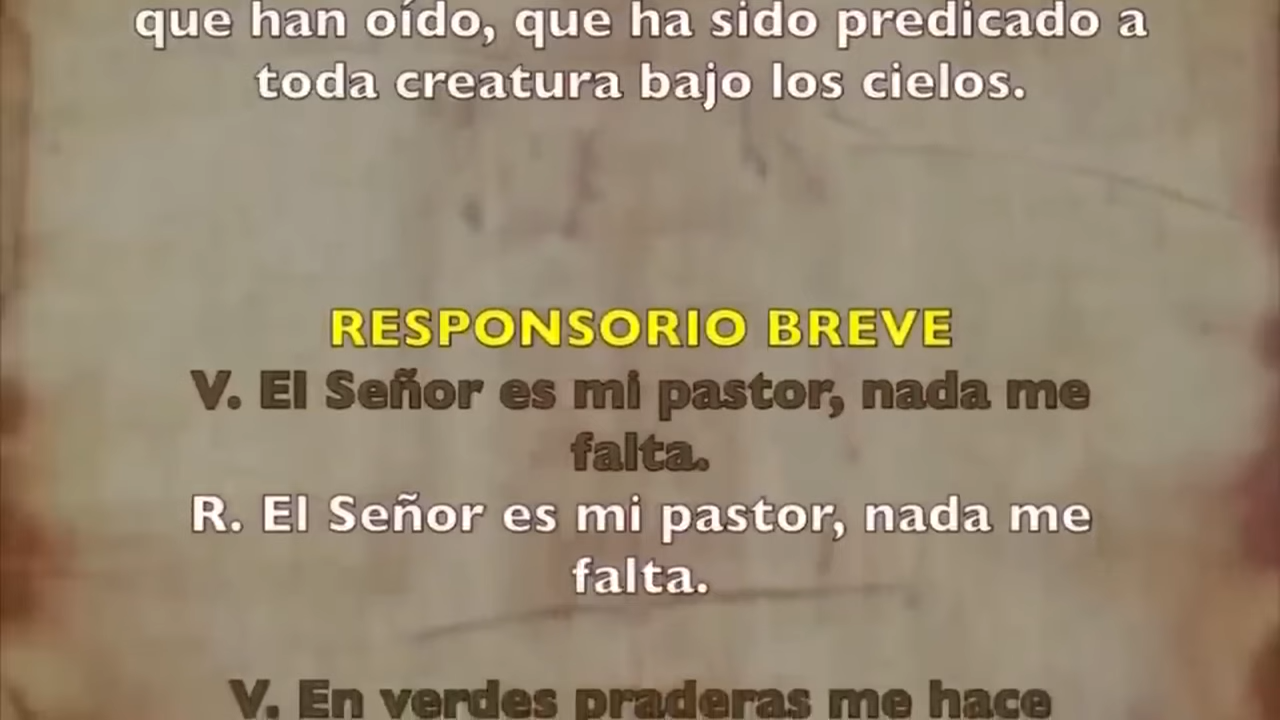 que han oído, que ha sido predicado a
toda creatura bajo los cielos.
RESPONSORIO BREVE
V. El Señor es mi pastor, nada me
falta.
R. El Señor es mi pastor, nada me
falta.
V. En verdes praderas me hace